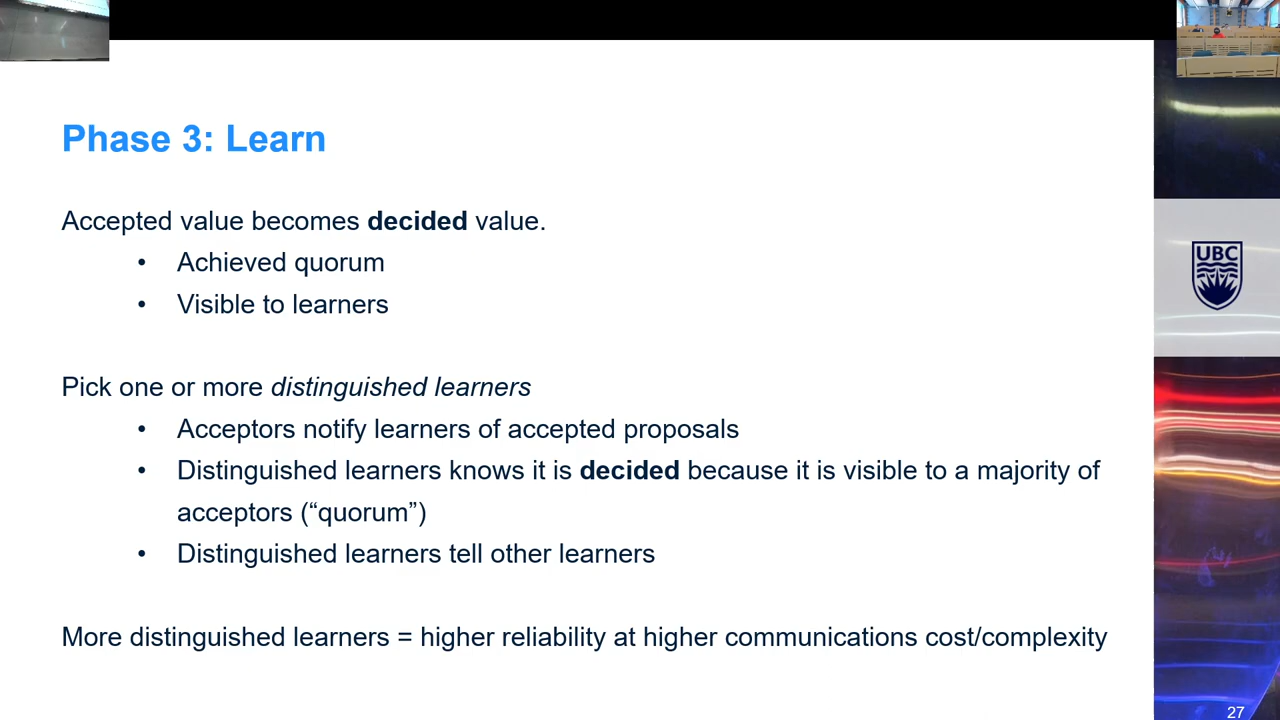 Phase 3: Learn
Accepted value becomes decided value.
• Achieved quorum
• Visible to learners
Pick one or more distinguished learners
• Acceptors notify learners of accepted proposals
• Distinguished learners knows it is decided because it is visible to a majority of
acceptors (“quorum”)
• Distinguished learners tell other learners
More distinguished learners = higher reliability at higher communications cost/complexity
UBC
27